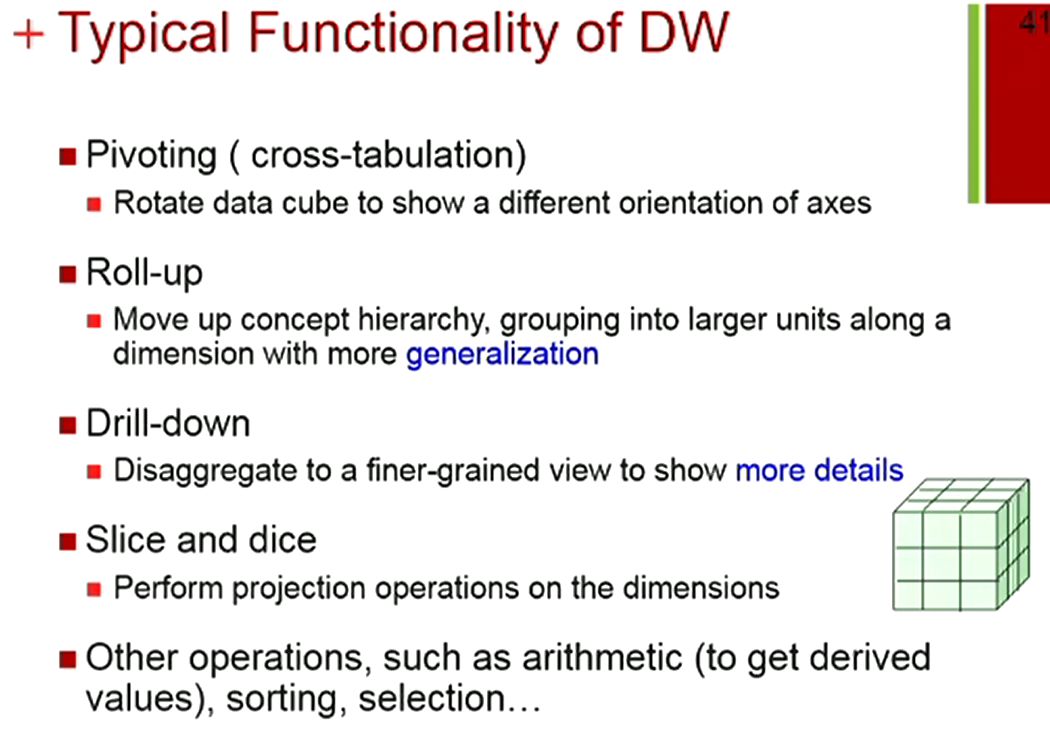 + Typical Functionality of DW
41
Pivoting ( cross-tabulation)
Rotate data cube to show a different orientation of axes
Roll-up
Move up concept hierarchy, grouping into larger units along a
dimension with more generalization
Drill-down
Disaggregate to a finer-grained view to show more details
Slice and dice
Perform projection operations on the dimensions
Other operations, such as arithmetic (to get derived
values), sorting, selection…